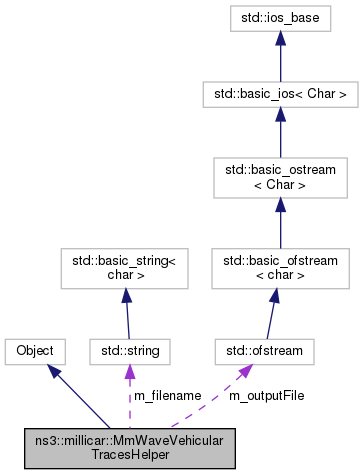 std::ios_base
std::basic_ios< Char >
std::basic_ostream
< Char >
std::basic_string<
char >
std::basic_ofstream
< char >
Object
std::string
std::ofstream
m_filename
m_outputFile
ns3::millicar::MmWaveVehicular
TracesHelper